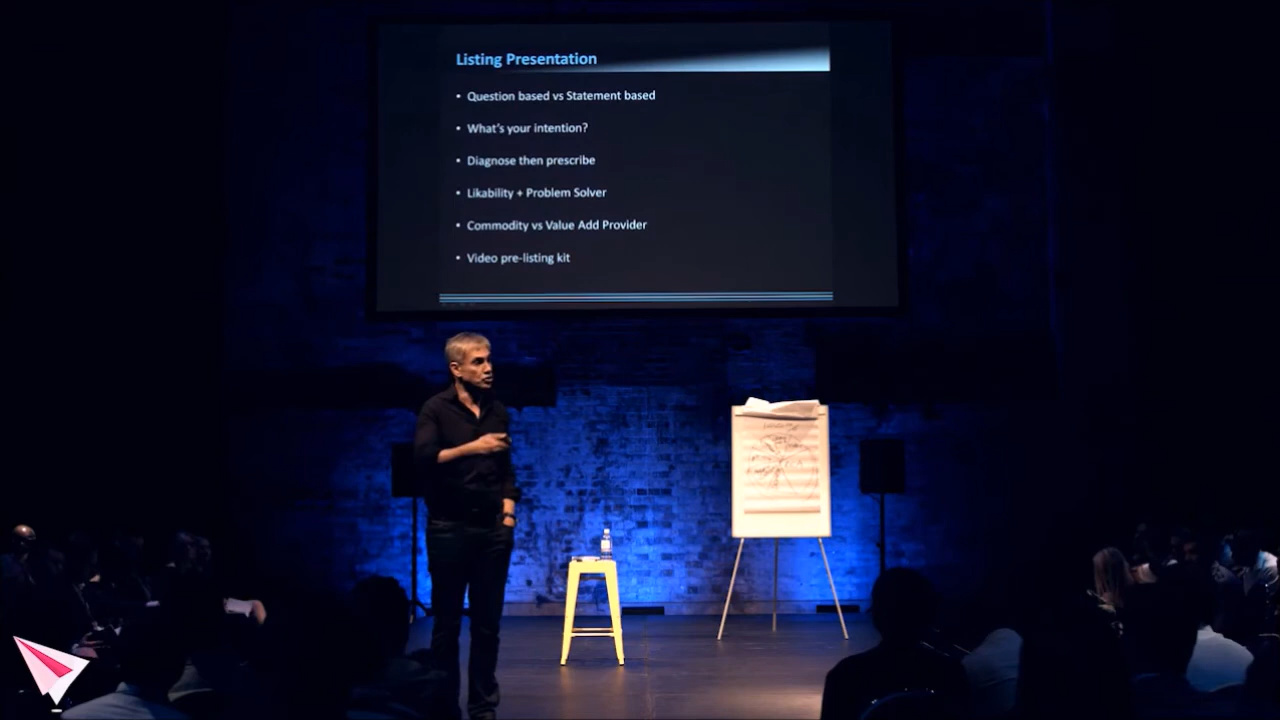 Listing Presentation
• Question based vs Statement based
• What's your intention?
• Diagnose then prescribe
• Likability + Problem Solver
• Commodity vs Value Add Provider
• Video pre-listing kit